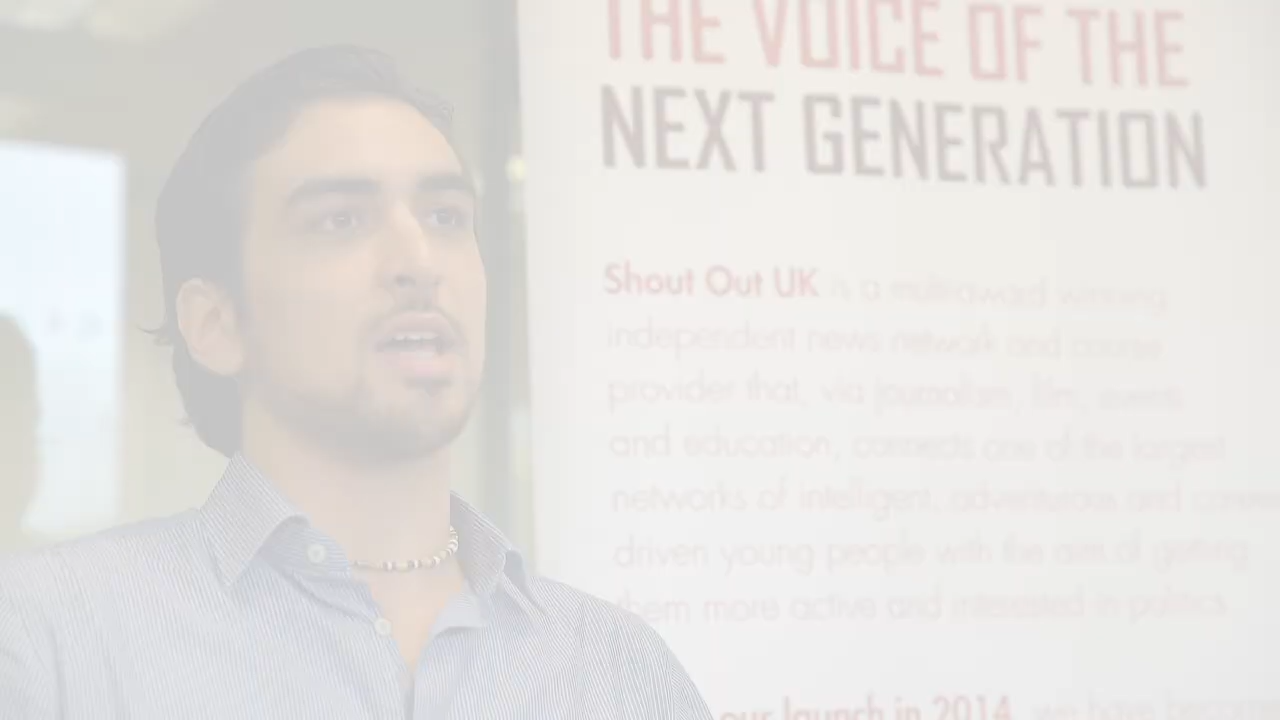 THE VOICE OF THE
NEXT GENERATION
Shout Out UK is a multi-award winning
independent news network and course
provider that, via journalism, film, events
and education, connects one of the largest
networks of intelligent, adventurous and
driven young people with the aim of getting
them more active and interested in politics
our launch in 2014, we have become